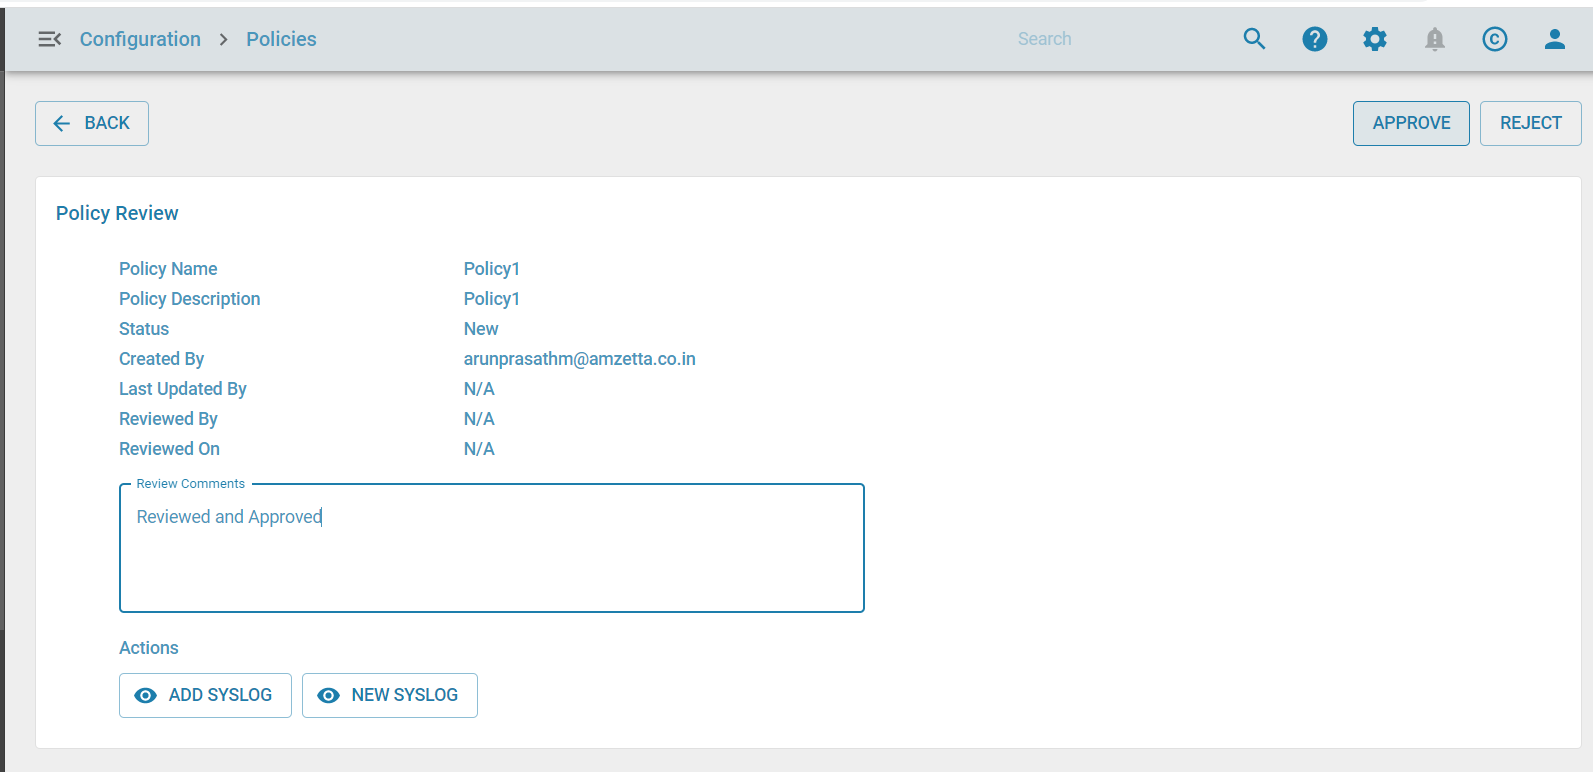 Configuration > Policies
Search
BACK
APPROVE
REJECT
Policy Review
Policy Name Policy1
Policy Description Policy1
Status New
Created By arunprasathm@amzetta.co.in
Last Updated By N/A
Reviewed By N/A
Reviewed On N/A
Review Comments
Reviewed and Approved
Actions
ADD SYSLOG
NEW SYSLOG